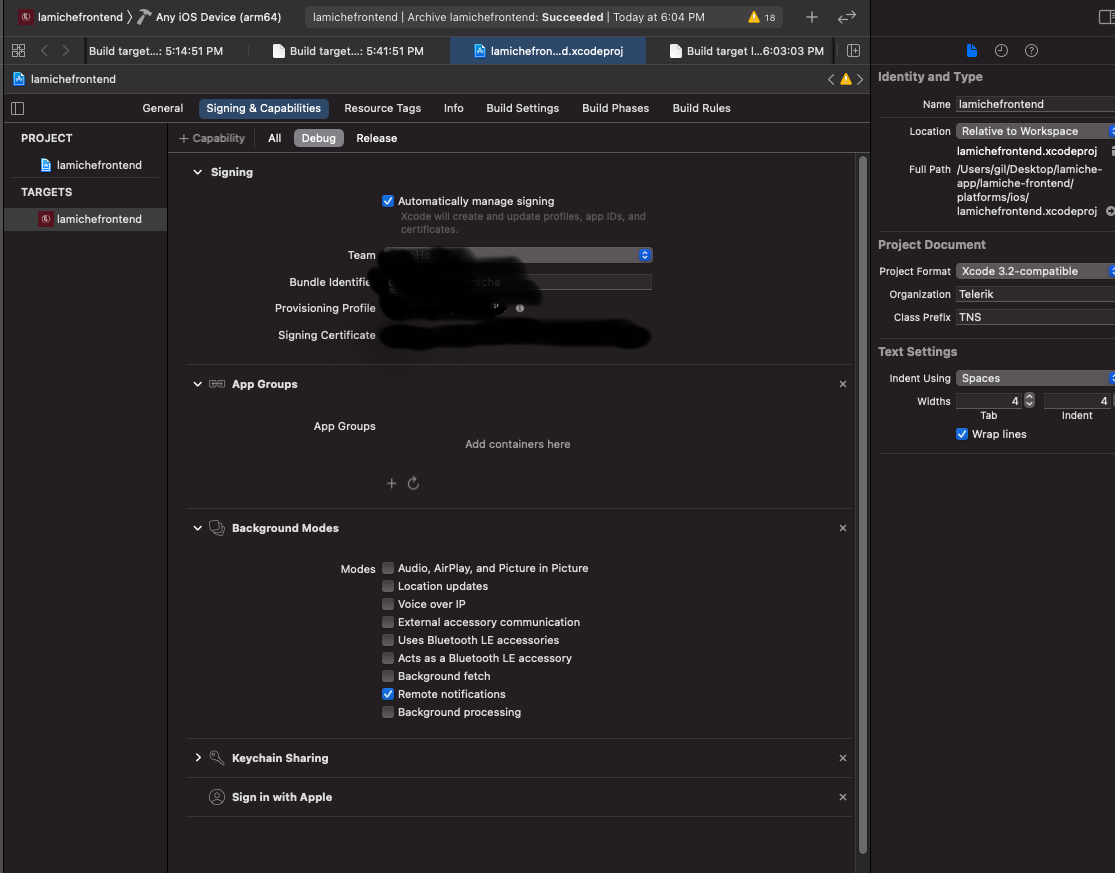 lamichefrontend
Any iOS Device (arm64)
lamichefrontend | Archive lamichefrontend: Succeeded | Today at 6:04 PM
18
Build target...: 5:14:51 PM
Build target...: 5:41:51 PM
lamichefron...d.xcodeproj
Build target l...6:03:03 PM
lamichefrontend
General
Signing & Capabilities
Resource Tags
Info
Build Settings
Build Phases
Build Rules
PROJECT
lamichefrontend
TARGETS
lamichefrontend
+ Capability
All
Debug
Release
Signing
Automatically manage signing
Xcode will create and update profiles, app IDs, and
certificates.
Team
Bundle Identifie
Provisioning Profile
Signing Certificate
App Groups
App Groups
Add containers here
Background Modes
Modes
Audio, AirPlay, and Picture in Picture
Location updates
Voice over IP
External accessory communication
Uses Bluetooth LE accessories
Acts as a Bluetooth LE accessory
Background fetch
Remote notifications
Background processing
Keychain Sharing
Sign in with Apple
Identity and Type
Name lamichefrontend
Location Relative to Workspace
lamichefrontend.xcodeproj
Full Path /Users/gil/Desktop/lamiche-
app/lamiche-frontend/
platforms/ios/
lamichefrontend.xcodeproj
Project Document
Project Format Xcode 3.2-compatible
Organization Telerik
Class Prefix TNS
Text Settings
Indent Using Spaces
Widths 4 4
Tab Indent
Wrap lines